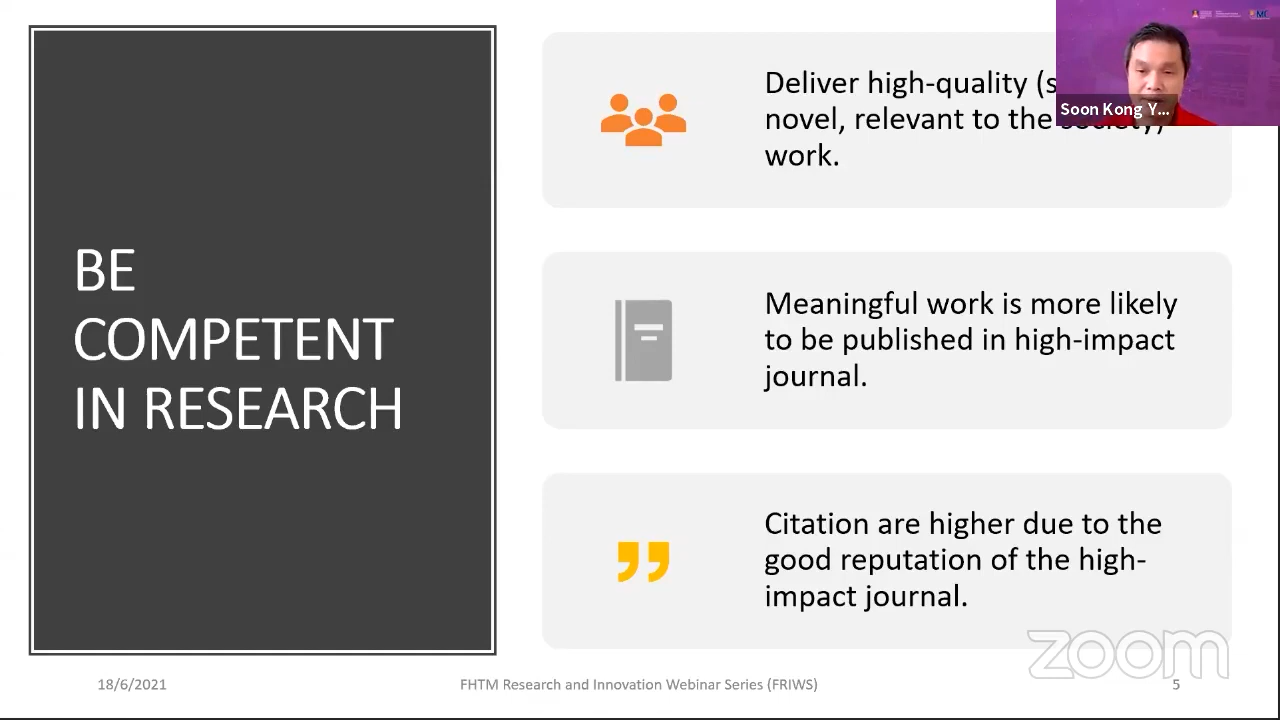 BE
COMPETENT
IN RESEARCH
Deliver high-quality
novel, relevant to the society,
work.
Soon Kong Y...
Meaningful work is more likely
to be published in high-impact
journal.
Citation are higher due to the
good reputation of the high-
impact journal.
zoom
18/6/2021
FHTM Research and Innovation Webinar Series (FRIWS)
5